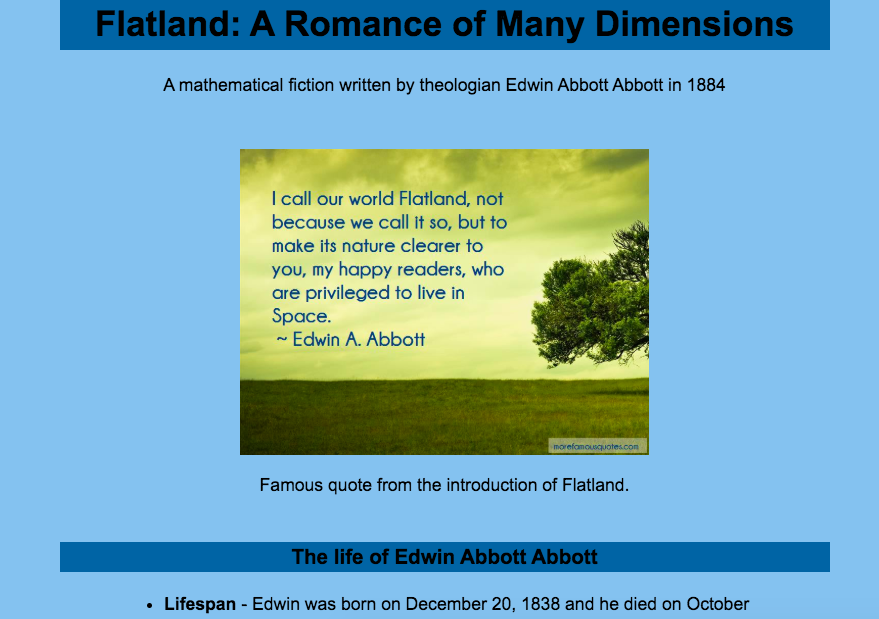 Flatland: A Romance of Many Dimensions
A mathematical fiction written by theologian Edwin Abbott Abbott in 1884
I call our world Flatland, not
because we call it so, but to
make its nature clearer to
you, my happy readers, who
are privileged to live in
Space.
~ Edwin A. Abbott
morefamousquotes.com
Famous quote from the introduction of Flatland.
The life of Edwin Abbott Abbott
• Lifespan - Edwin was born on December 20, 1838 and he died on October